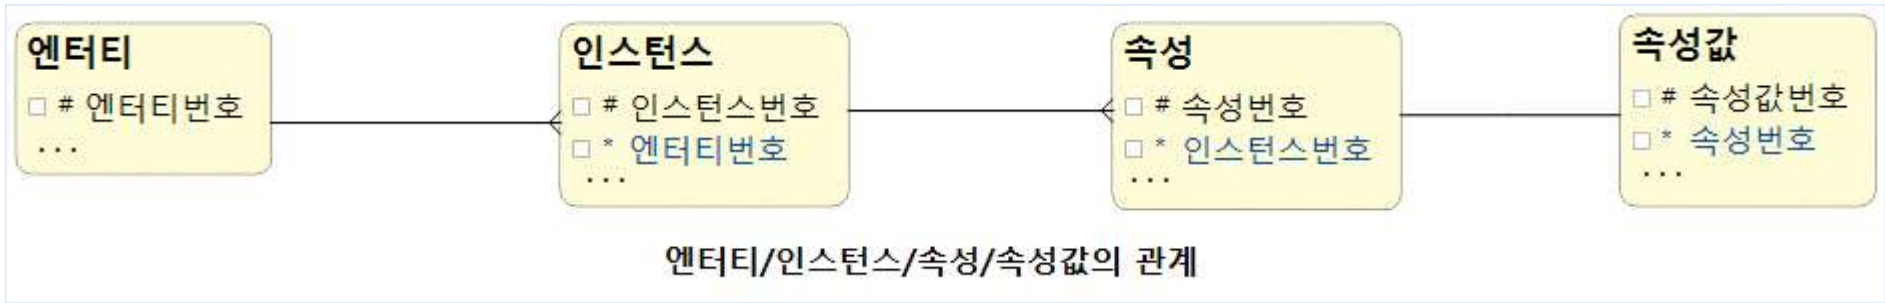 엔터티
# 엔터티번호
...
인스턴스
# 인스턴스번호
* 엔터티번호
...
속성
# 속성번호
* 인스턴스번호
...
속성값
# 속성값번호
* 속성번호
...
엔터티/인스턴스/속성/속성값의 관계